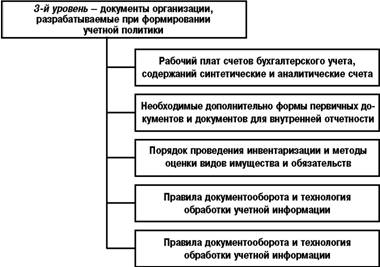 3-й уровень – документы организации,
разрабатываемые при формировании
учетной политики
Рабочий плат счетов бухгалтерского учета,
содержаний синтетические и аналитические счета
Необходимые дополнительно формы первичных до-
кументов и документов для внутренней отчетности
Порядок проведения инвентаризации и методы
оценки видов имущества и обязательств
Правила документооборота и технология
обработки учетной информации
Правила документооборота и технология
обработки учетной информации